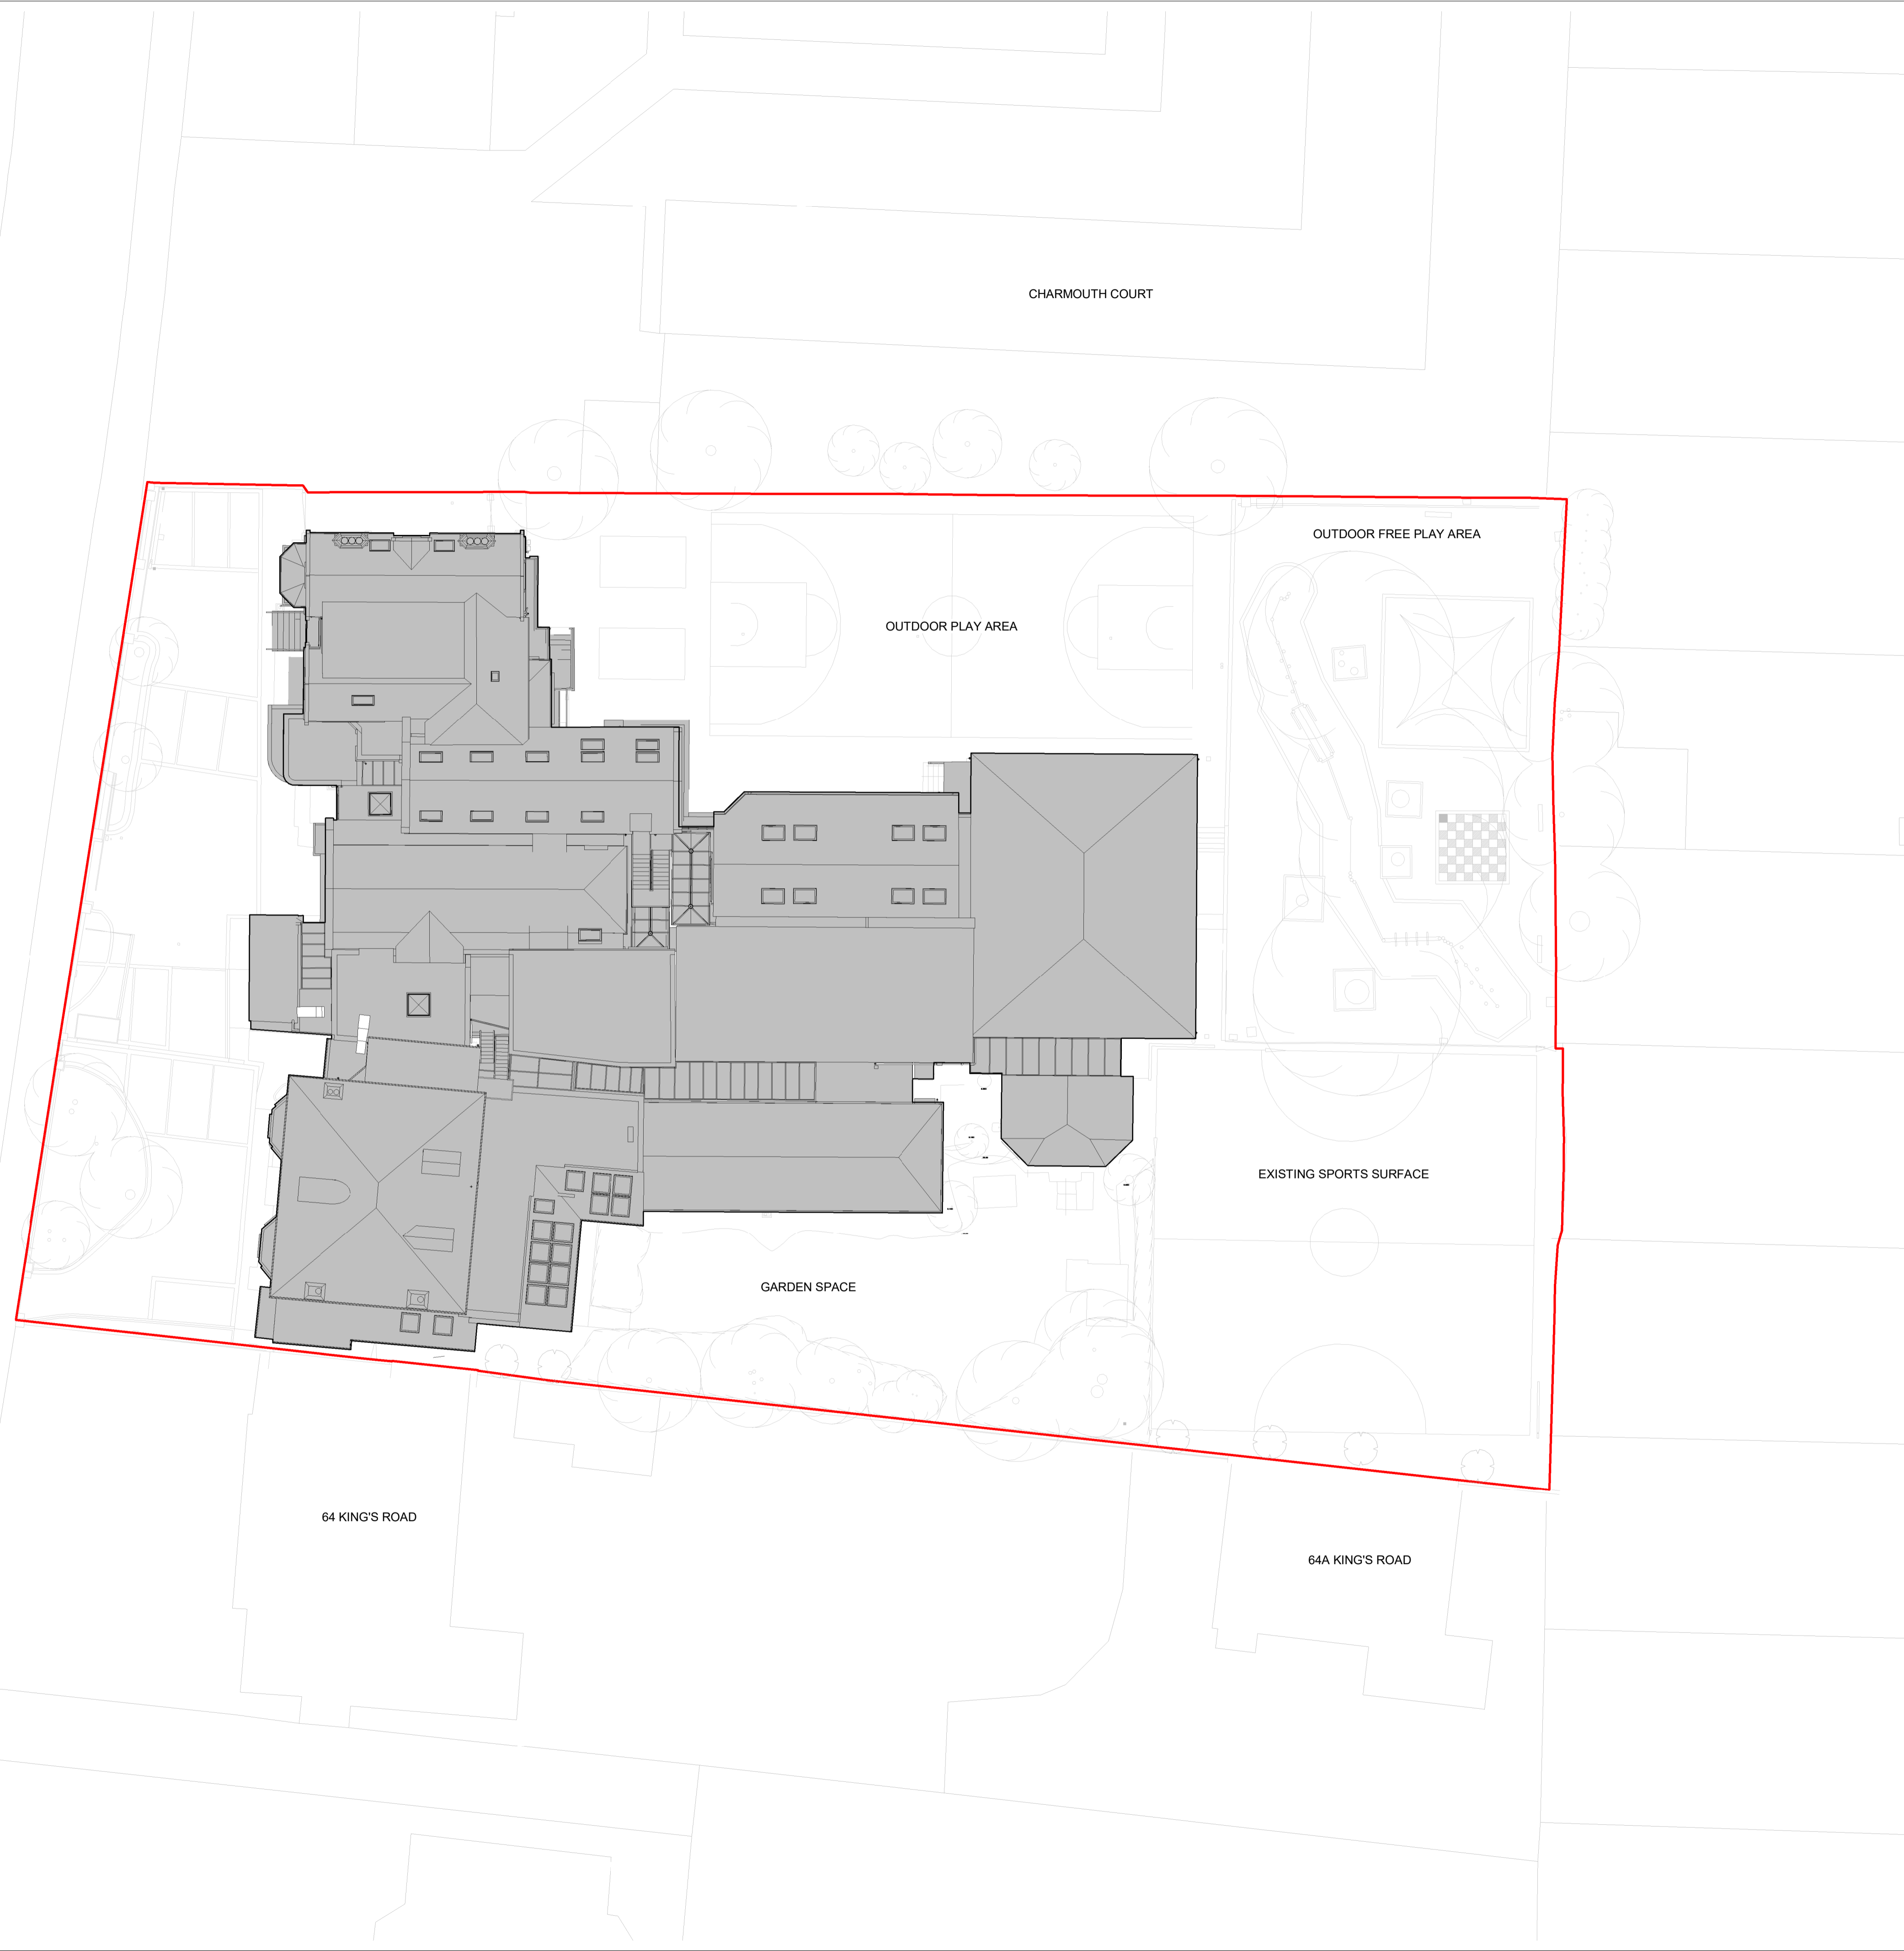 CHARMOUTH COURT
OUTDOOR FREE PLAY AREA
OUTDOOR PLAY AREA
EXISTING SPORTS SURFACE
GARDEN SPACE
64 KING'S ROAD
64A KING'S ROAD